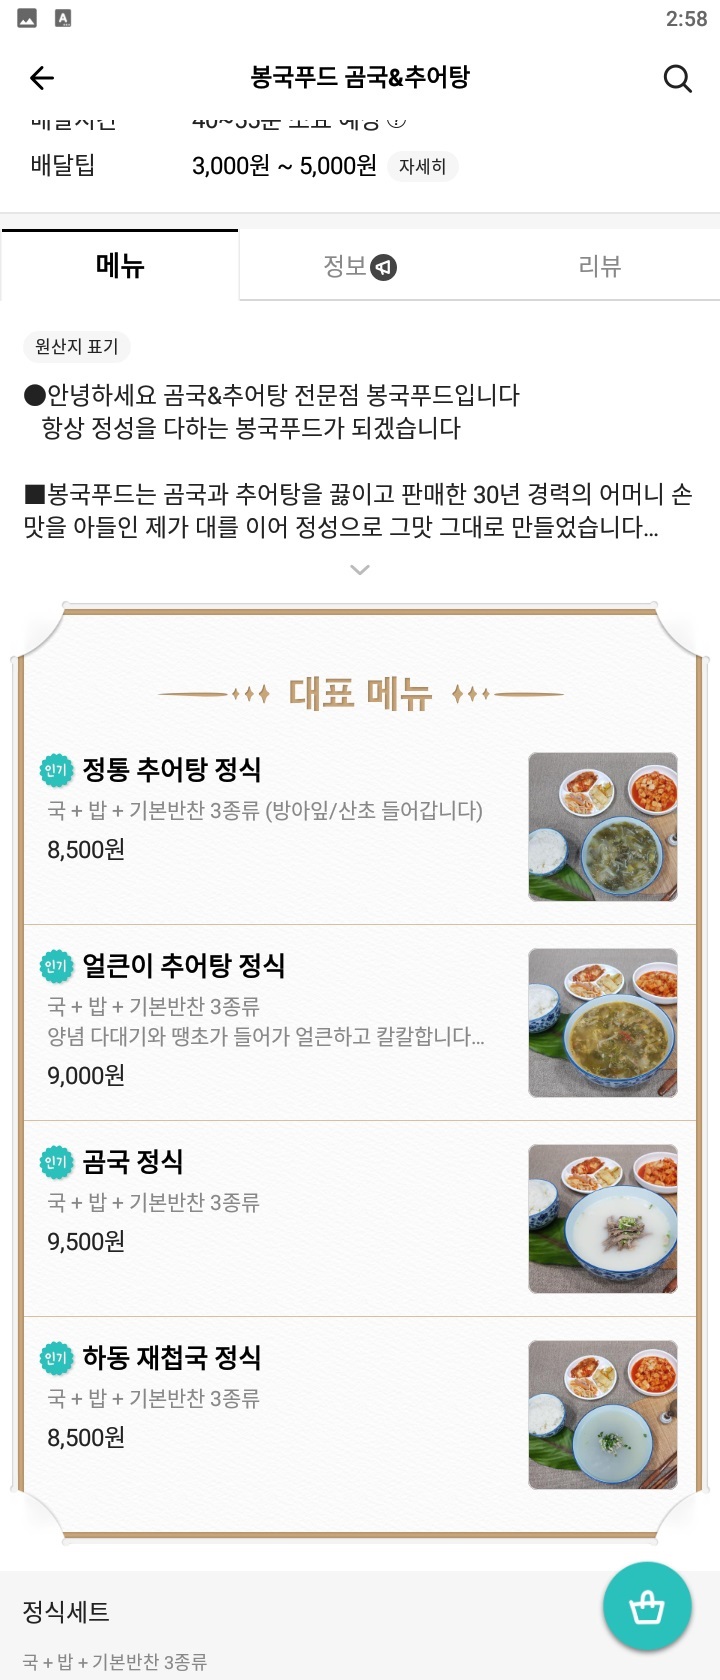 2:58
봉국푸드 곰국&추어탕
배달시간 40~55분 소요 예상
배달팁 3,000원 ~ 5,000원 자세히
메뉴 정보 리뷰
원산지 표기
●안녕하세요 곰국&추어탕 전문점 봉국푸드입니다
항상 정성을 다하는 봉국푸드가 되겠습니다
■봉국푸드는 곰국과 추어탕을 끓이고 판매한 30년 경력의 어머니 손
맛을 아들인 제가 대를 이어 정성으로 그맛 그대로 만들었습니다...
대표 메뉴
인기 정통 추어탕 정식
국 + 밥 + 기본반찬 3종류 (방아잎/산초 들어갑니다)
8,500원
인기 얼큰이 추어탕 정식
국 + 밥 + 기본반찬 3종류
양념 다대기와 땡초가 들어가 얼큰하고 칼칼합니다...
9,000원
인기 곰국 정식
국 + 밥 + 기본반찬 3종류
9,500원
인기 하동 재첩국 정식
국 + 밥 + 기본반찬 3종류
8,500원
정식세트
국 + 밥 + 기본반찬 3종류